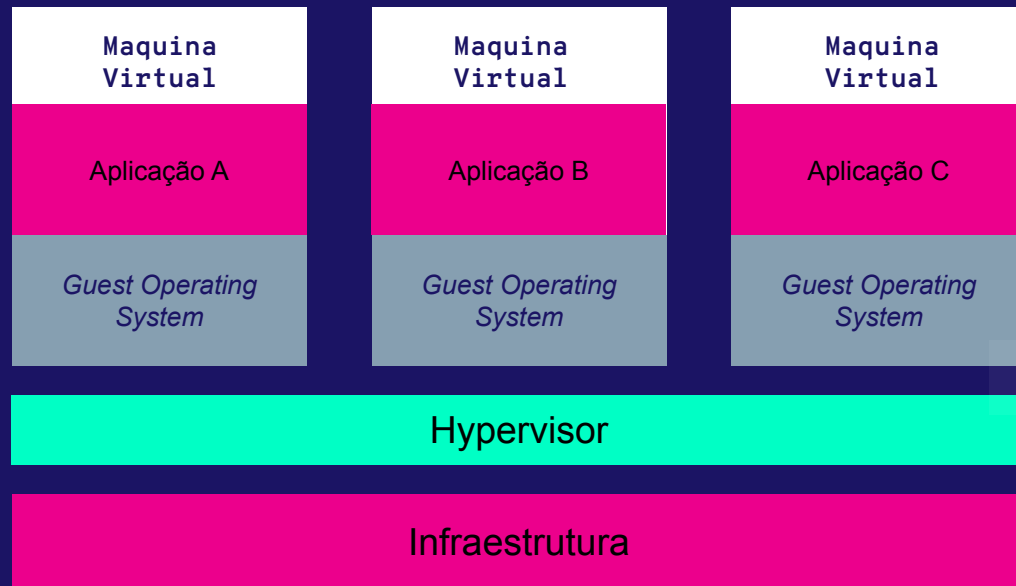 Maquina
Virtual
Maquina
Virtual
Maquina
Virtual
Aplicação A
Aplicação B
Aplicação C
Guest Operating
System
Guest Operating
System
Guest Operating
System
Hypervisor
Infraestrutura